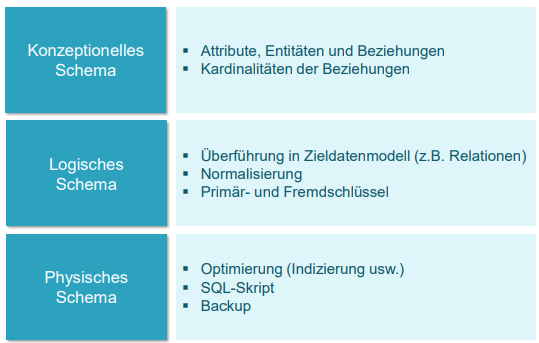 Konzeptionelles
Schema
▪ Attribute, Entitäten und Beziehungen
▪ Kardinalitäten der Beziehungen
Logisches
Schema
▪ Überführung in Zieldatenmodell (z.B. Relationen)
▪ Normalisierung
▪ Primär- und Fremdschlüssel
Physisches
Schema
▪ Optimierung (Indizierung usw.)
▪ SQL-Skript
▪ Backup